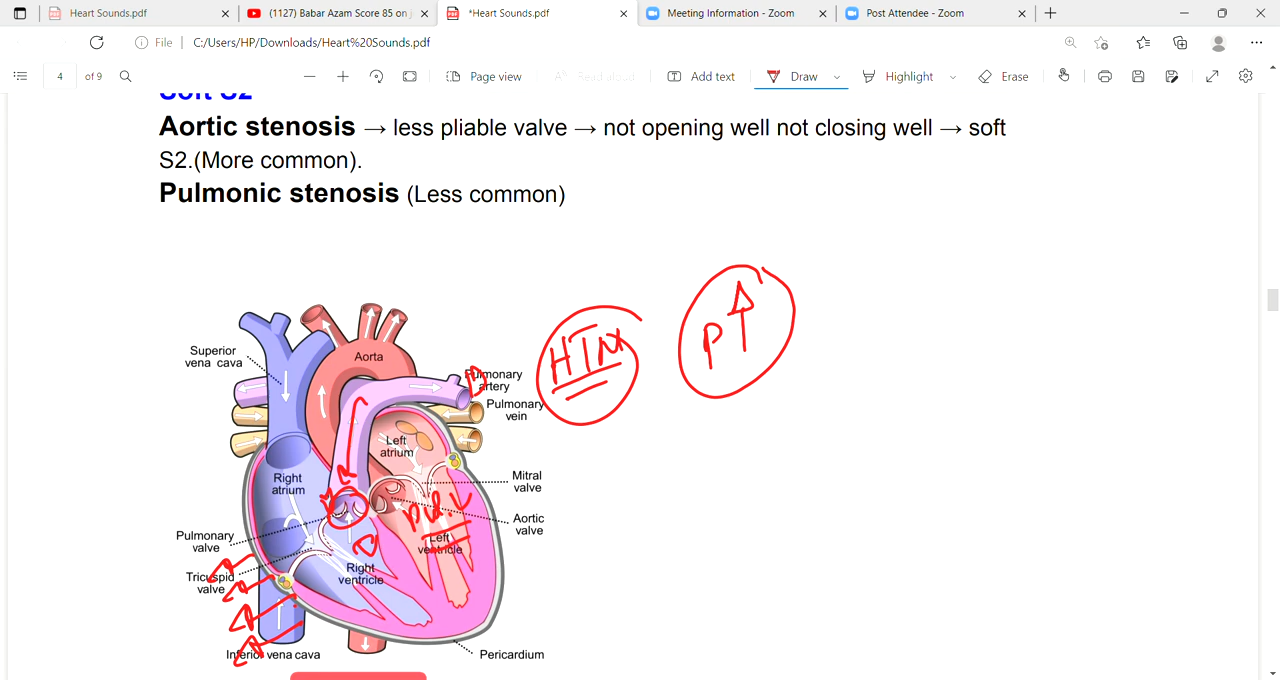 Heart Sounds.pdf
(1127) Babar Azam Score 85 on
*Heart Sounds.pdf
Meeting Information - Zoom
Post Attendee - Zoom
File
C:/Users/HP/Downloads/Heart%20Sounds.pdf
4 of 9
Page view
Read aloud
Add text
Draw
Highlight
Erase
Soft S2
Aortic stenosis → less pliable valve → not opening well not closing well → soft
S2.(More common).
Pulmonic stenosis (Less common)
HTN
P↑
Superior
vena cava
Aorta
Pulmonary
artery
Pulmonary
vein
Left
atrium
Right
atrium
Mitral
valve
Aortic
valve
Pulmonary
valve
Left
ventricle
Tricuspid
valve
Right
ventricle
Inferior vena cava
Pericardium